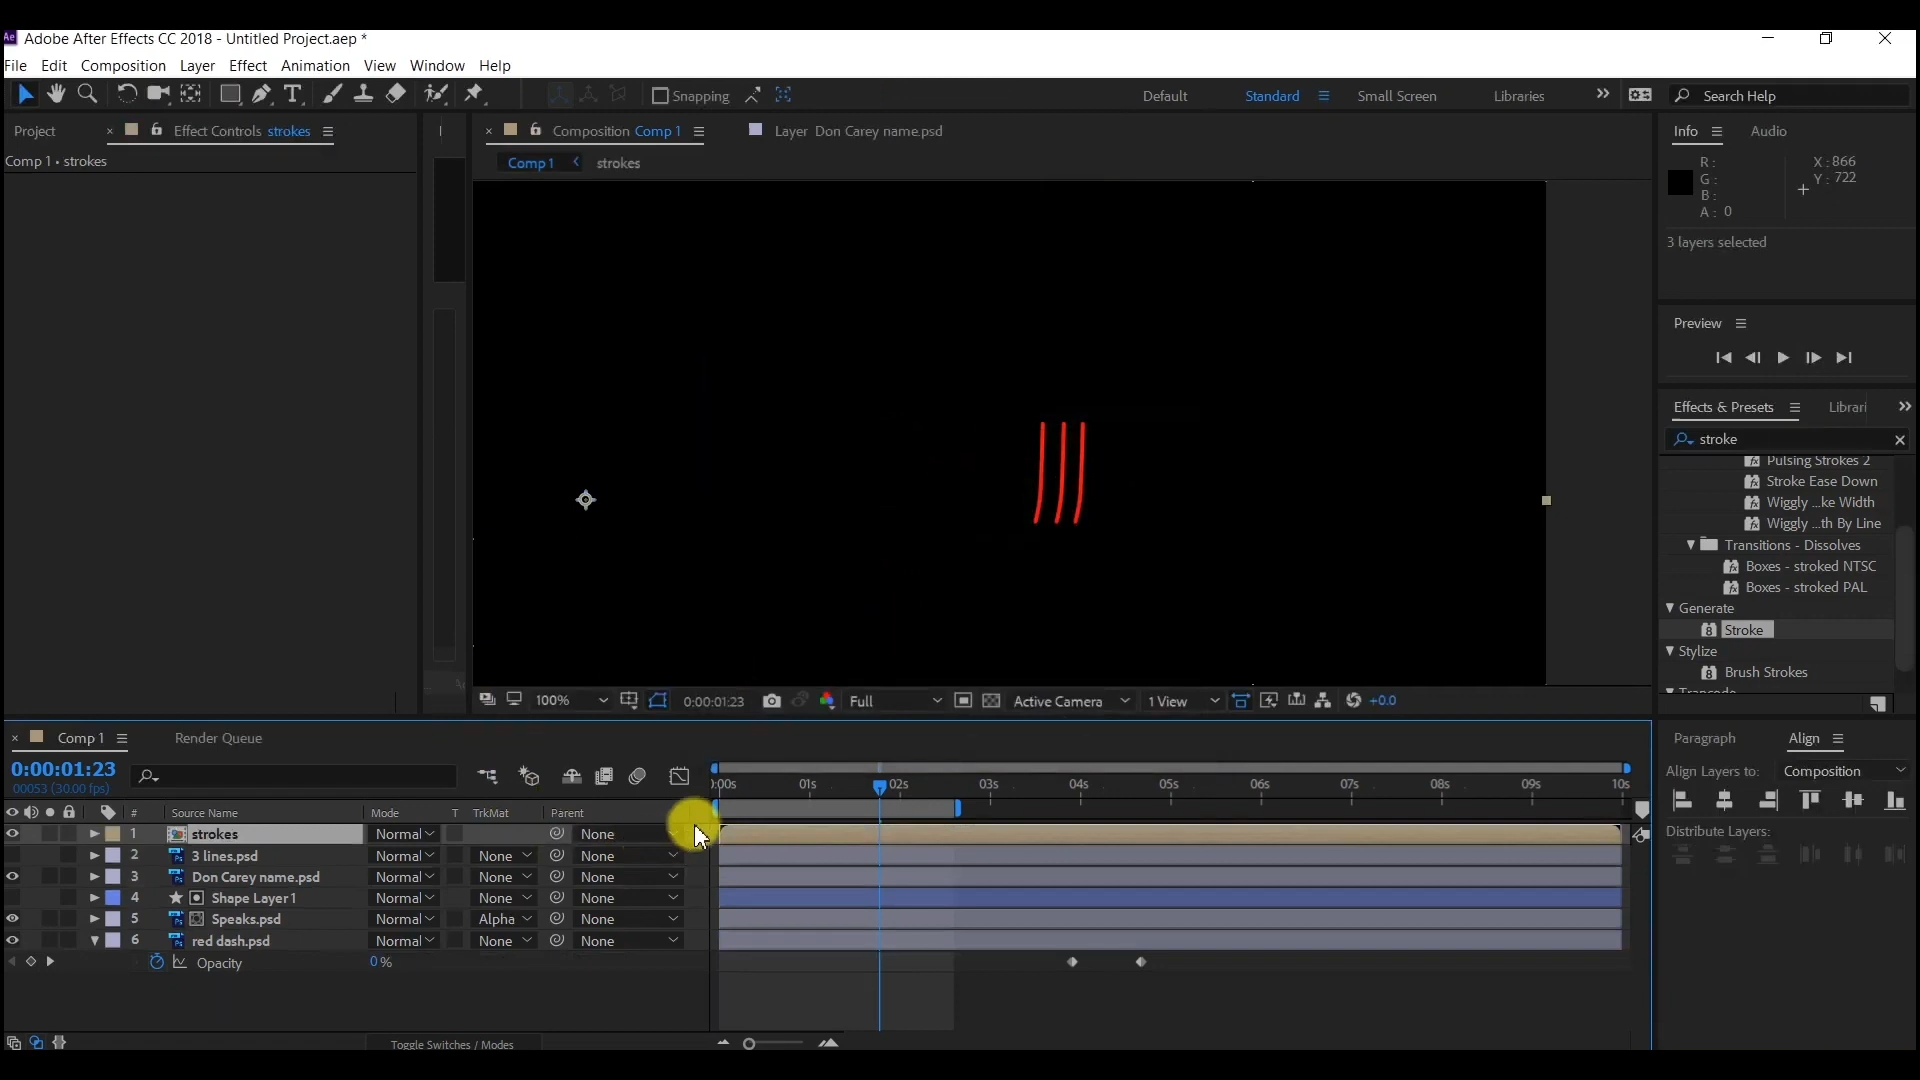 Ae Adobe After Effects CC 2018 - Untitled Project.aep *
File Edit Composition Layer Effect Animation View Window Help
Snapping Default Standard Small Screen Libraries Search Help
Project Effect Controls strokes Composition Comp 1 Layer Don Carey name.psd Info Audio
Comp 1 • strokes
Comp 1 strokes
R: X: 866
G: Y: 722
B:
A: 0
3 layers selected
Preview
Effects & Presets Librari
stroke
Pulsing Strokes 2
Stroke Ease Down
Wiggly ...ke Width
Wiggly ...th By Line
Transitions - Dissolves
Boxes - stroked NTSC
Boxes - stroked PAL
Generate
8 Stroke
Stylize
8 Brush Strokes
100% 0:00:01:23 Full Active Camera 1 View +0.0
Comp 1 Render Queue Paragraph Align
0:00:01:23
00053 (30.00 fps)
Align Layers to: Composition
Distribute Layers:
:00s 01s 02s 03s 04s 05s 06s 07s 08s 09s 10s
# Source Name Mode T TrkMat Parent
1 strokes Normal None
2 Ps 3 lines.psd Normal None None
3 Ps Don Carey name.psd Normal None None
4 Shape Layer 1 Normal None None
5 Ps Speaks.psd Normal Alpha None
6 Ps red dash.psd Normal None None
Opacity 0 %
Toggle Switches / Modes